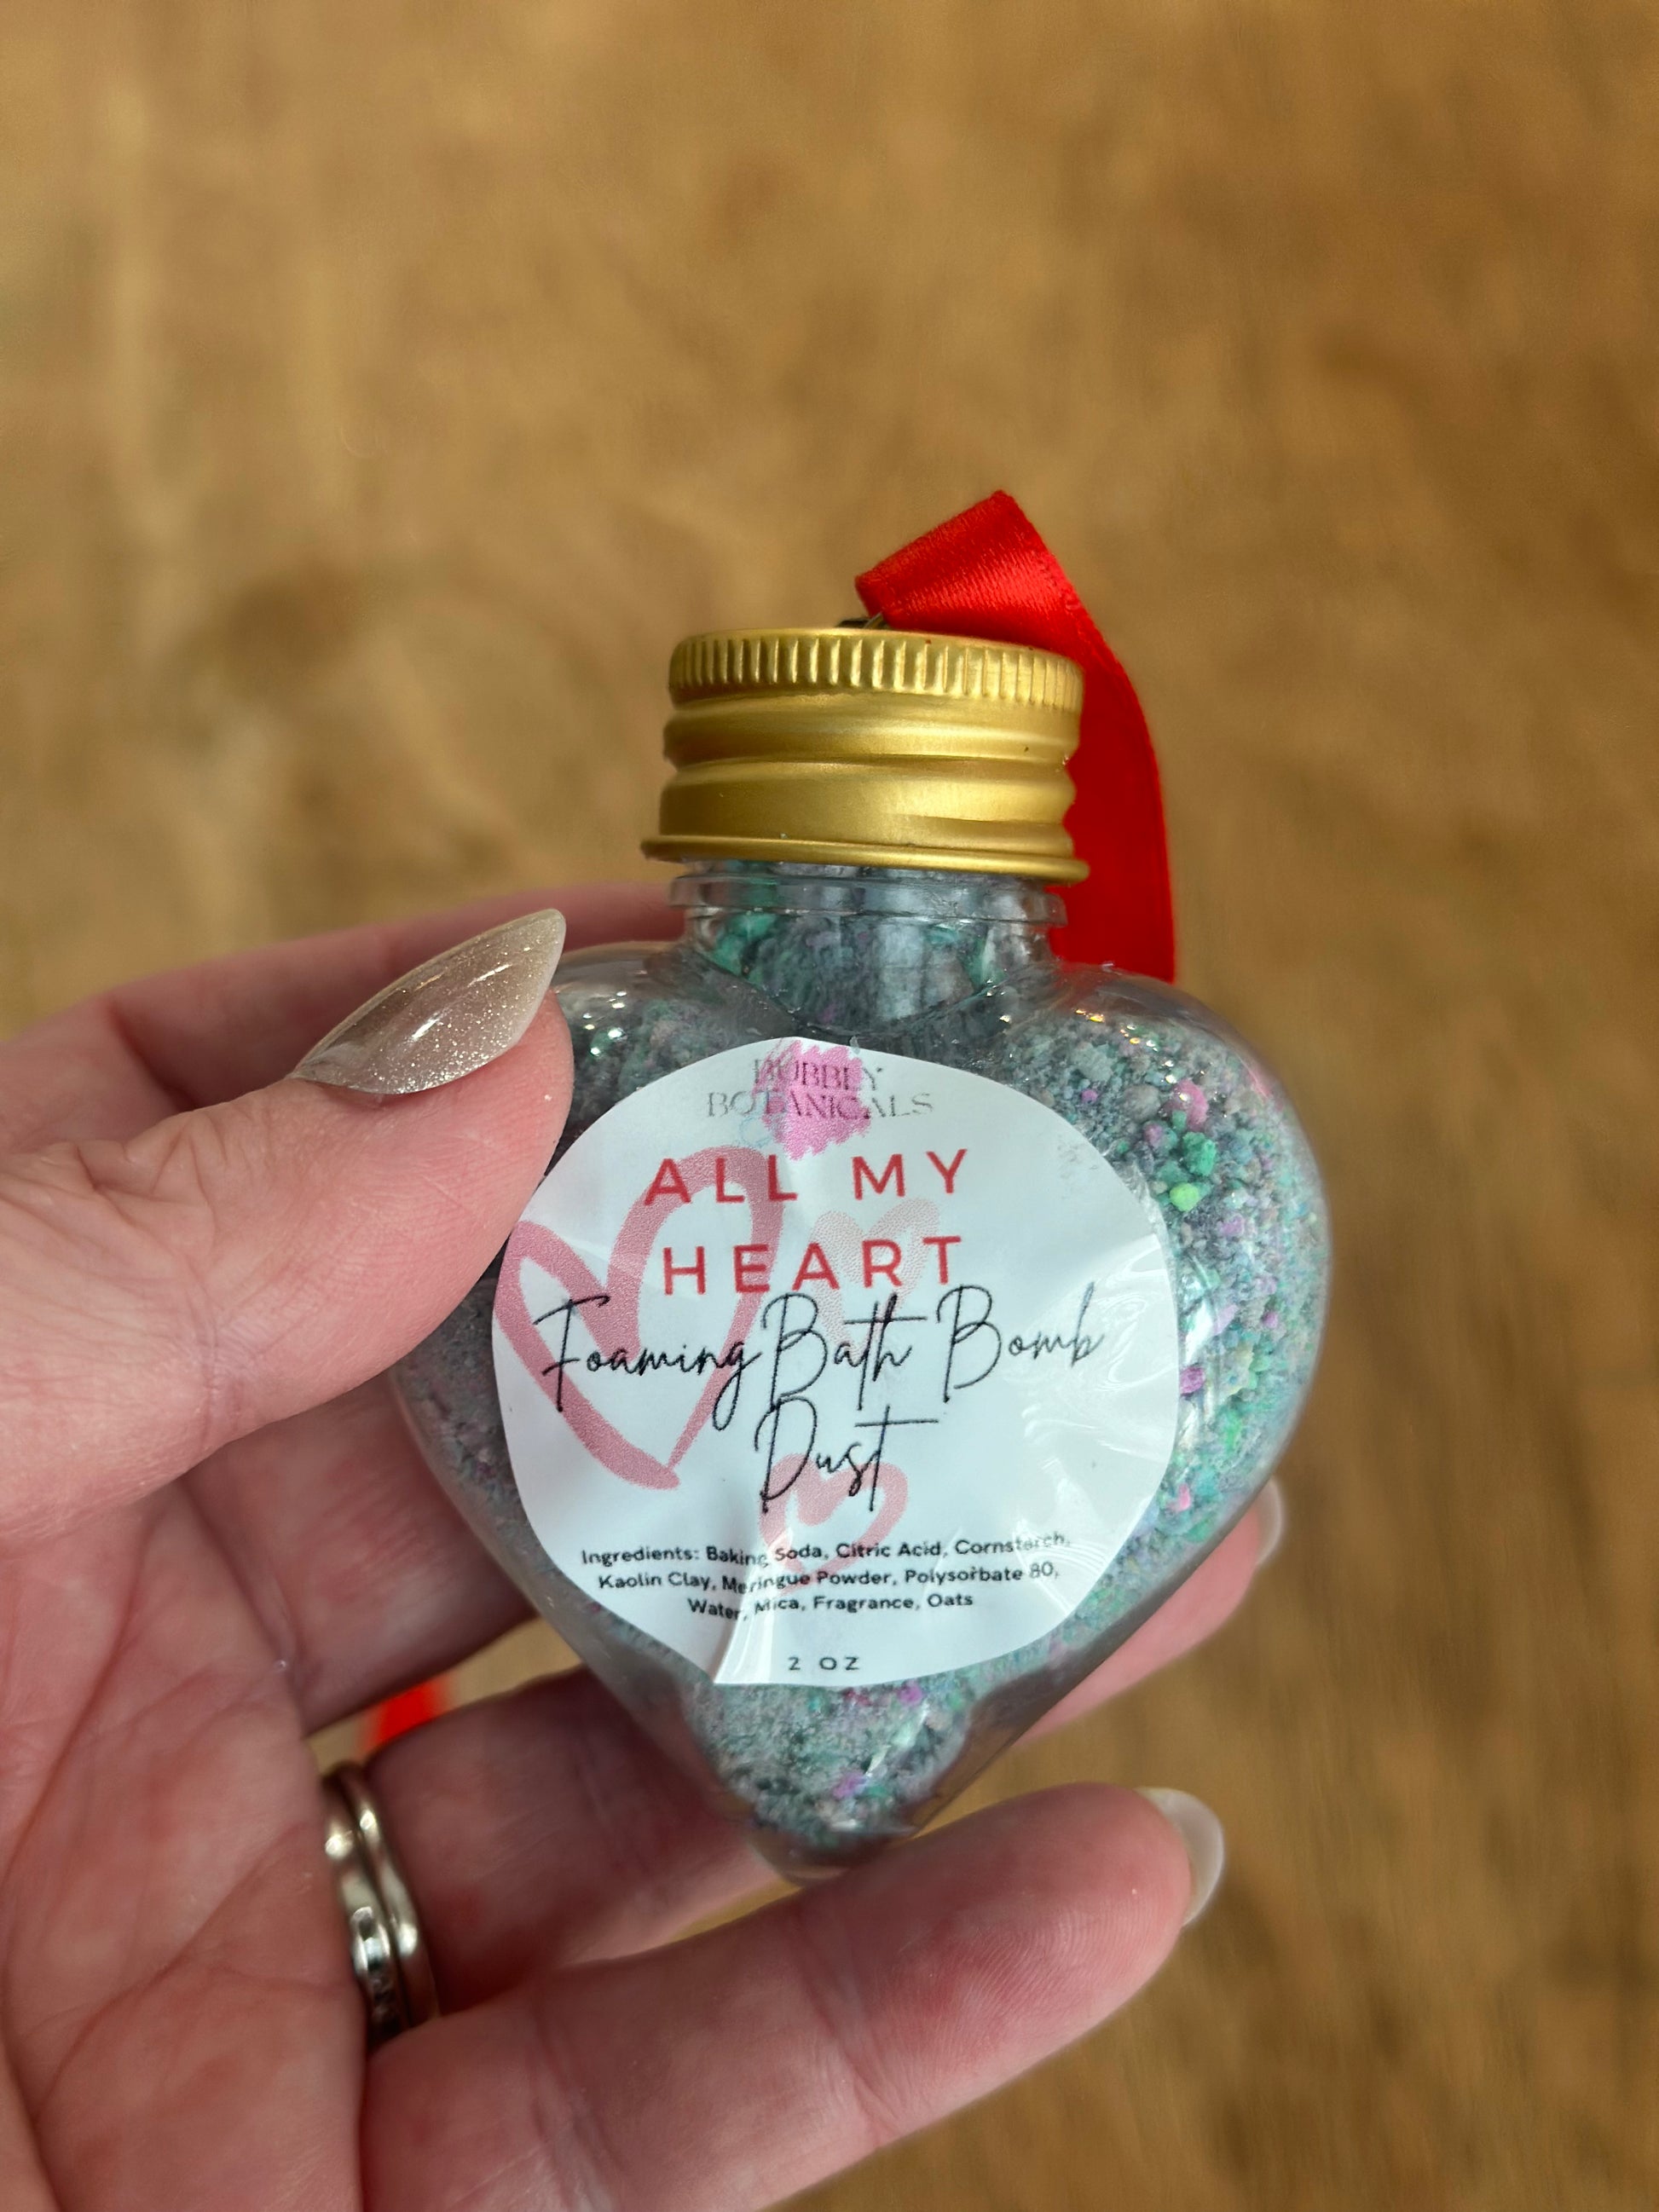 BUBBLY
BOTANICALS
ALL MY
HEART
Foaming Bath Bomb
Dust
Ingredients: Baking Soda, Citric Acid, Cornstarch,
Kaolin Clay, Meringue Powder, Polysorbate 80,
Water, Mica, Fragrance, Oats
2 OZ